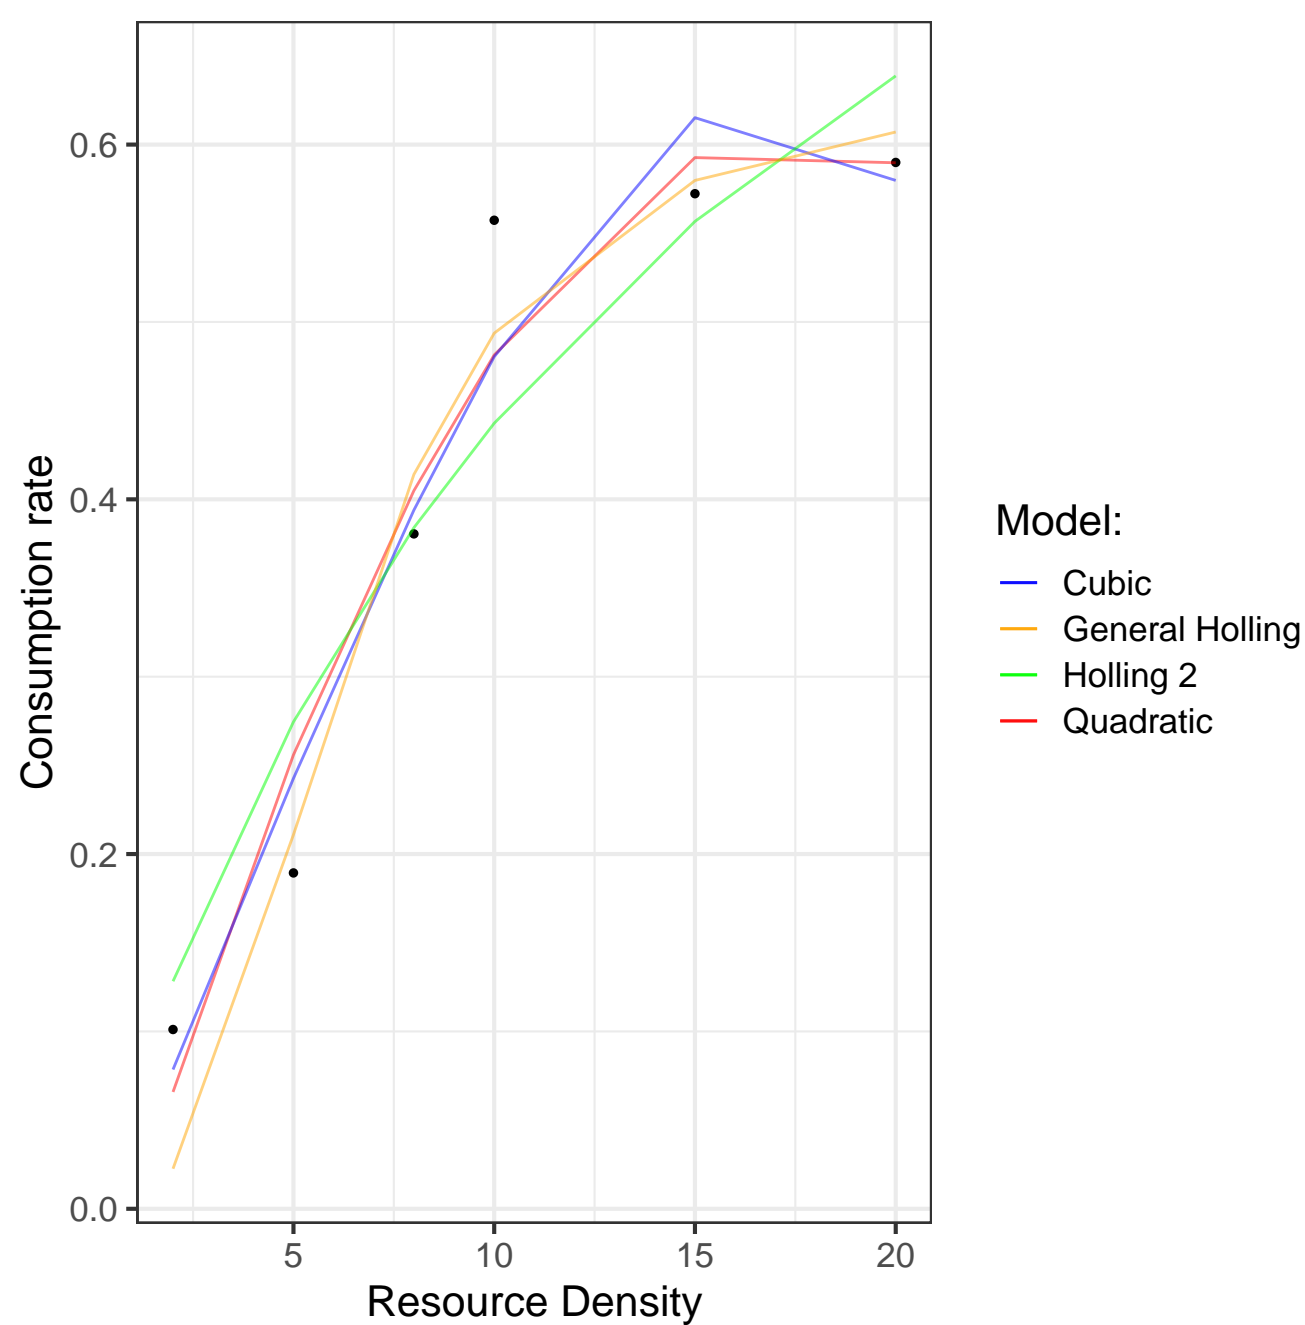 0.6
0.4
0.2
0.0
Consumption rate
5 10 15 20
Resource Density
Model:
Cubic
General Holling
Holling 2
Quadratic